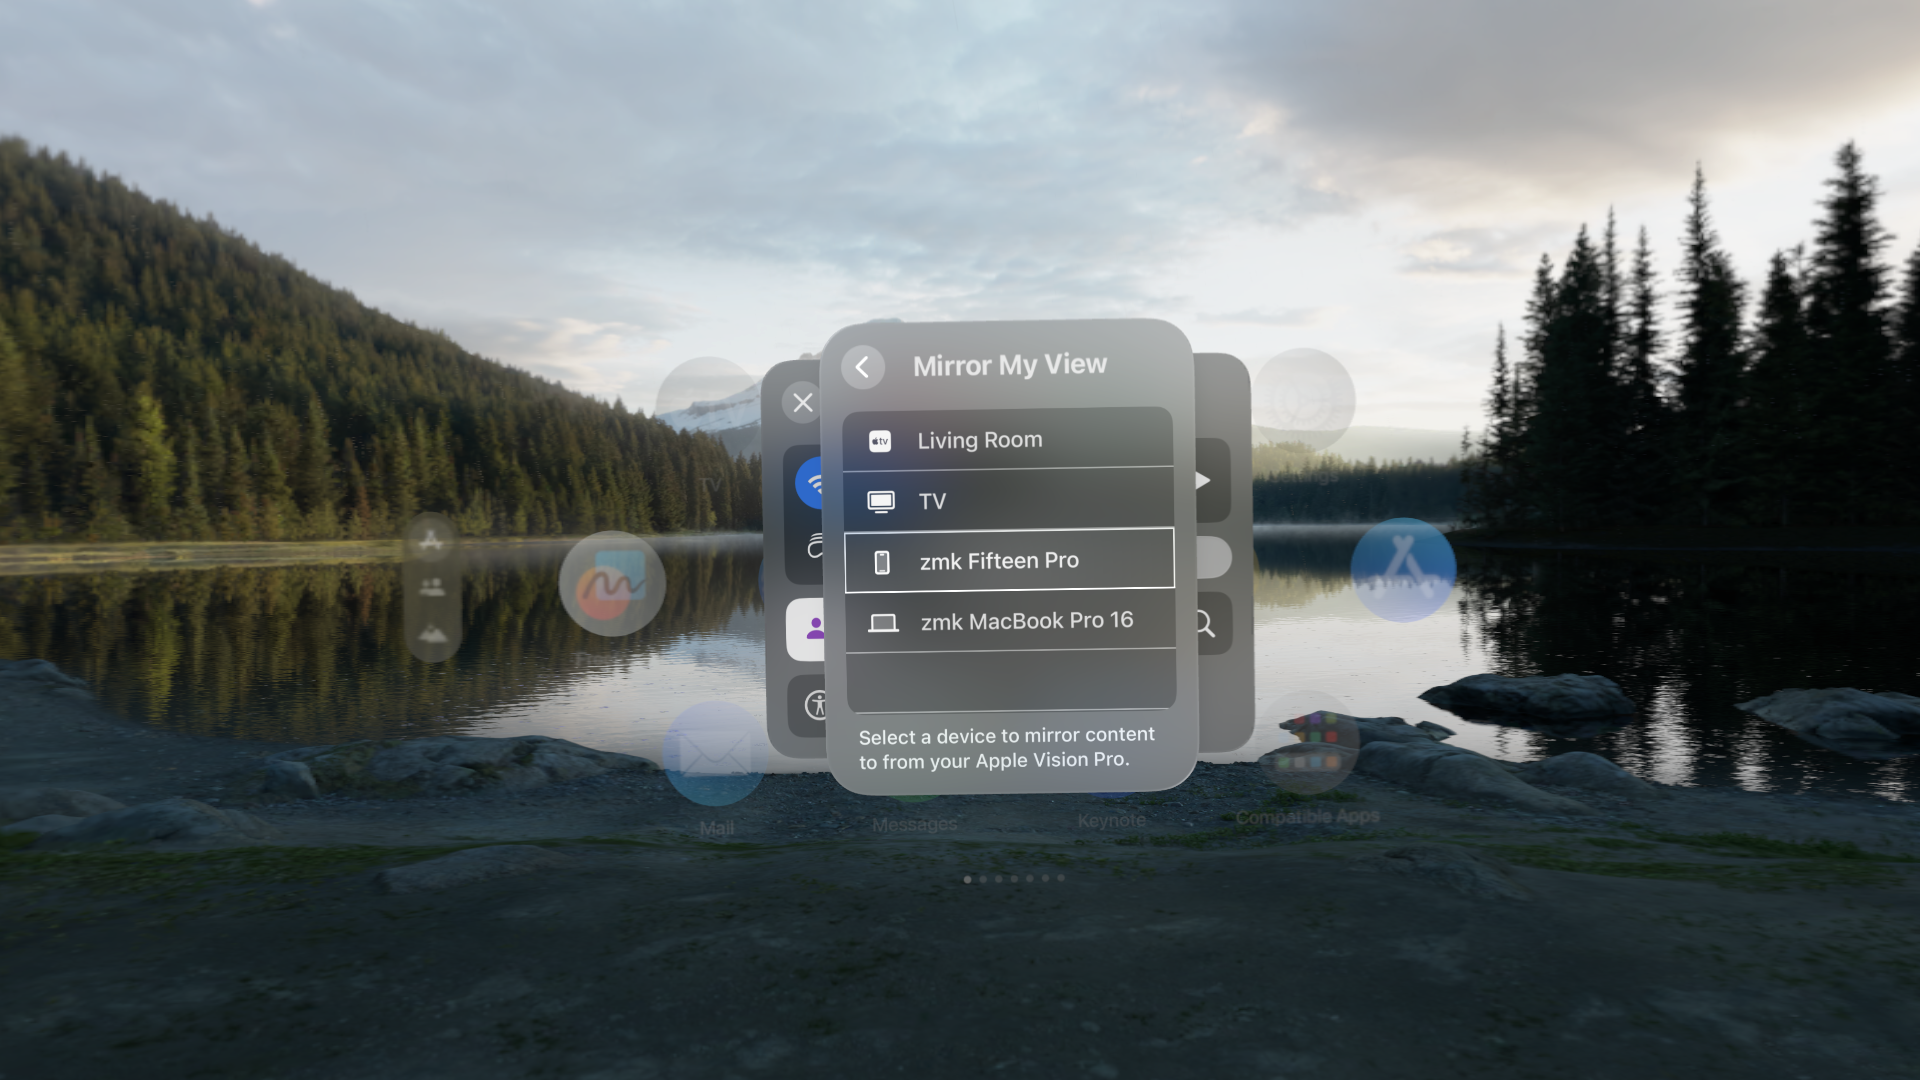 Mirror My View
tv
Living Room
TV
TV
zmk Fifteen Pro
zmk MacBook Pro 16
Select a device to mirror content
to from your Apple Vision Pro.
Mail
Messages
Keynote
Compatible Apps